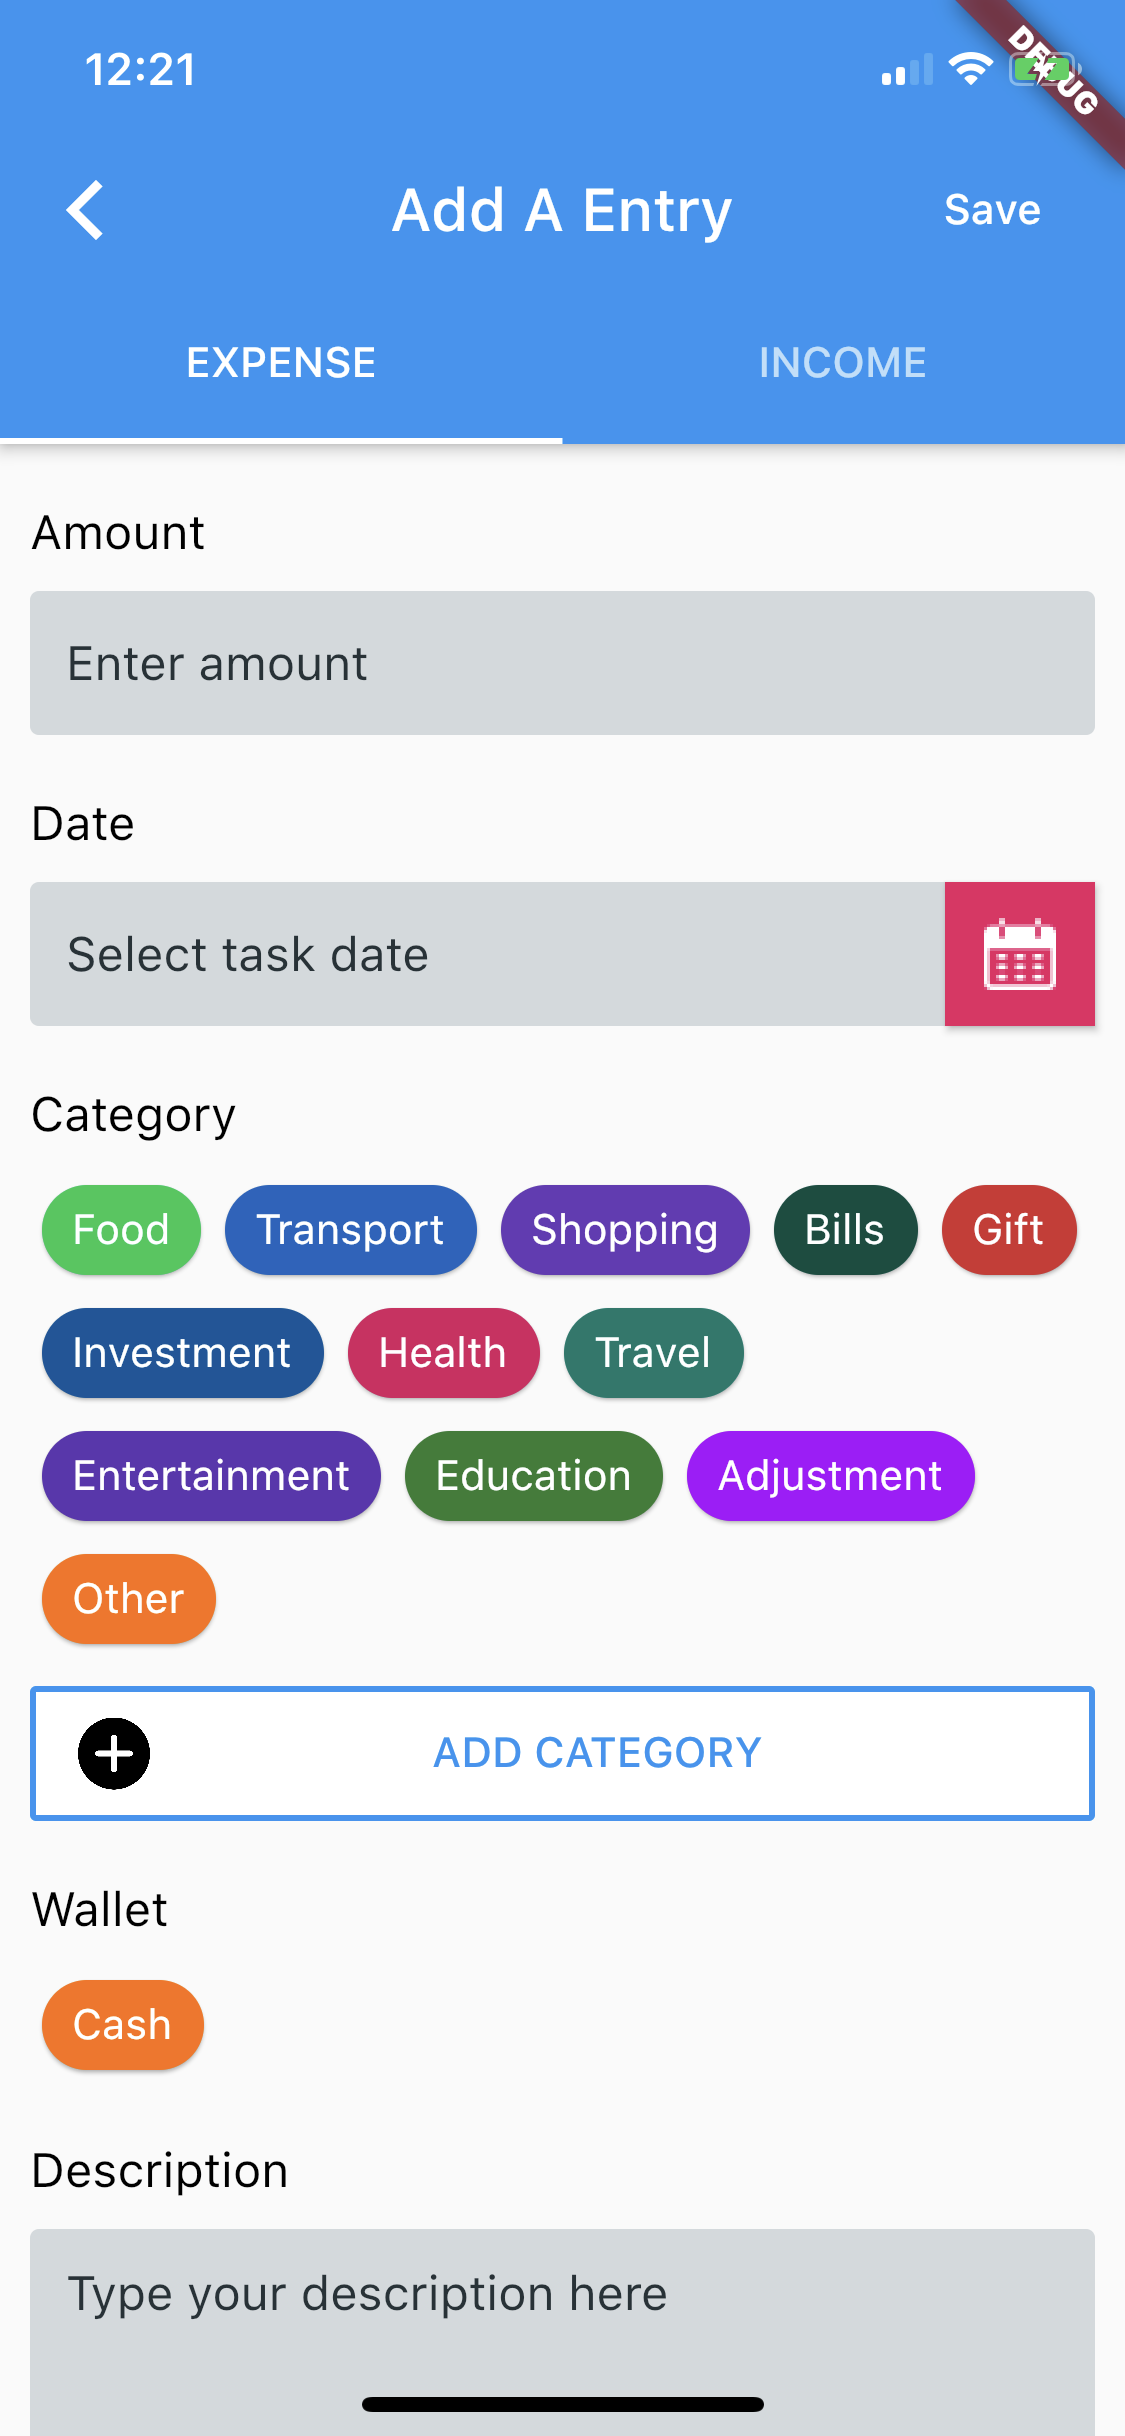 12:21
DEBUG
Add A Entry
Save
EXPENSE INCOME
Amount
Enter amount
Date
Select task date
Category
Food Transport Shopping Bills Gift
Investment Health Travel
Entertainment Education Adjustment
Other
ADD CATEGORY
Wallet
Cash
Description
Type your description here